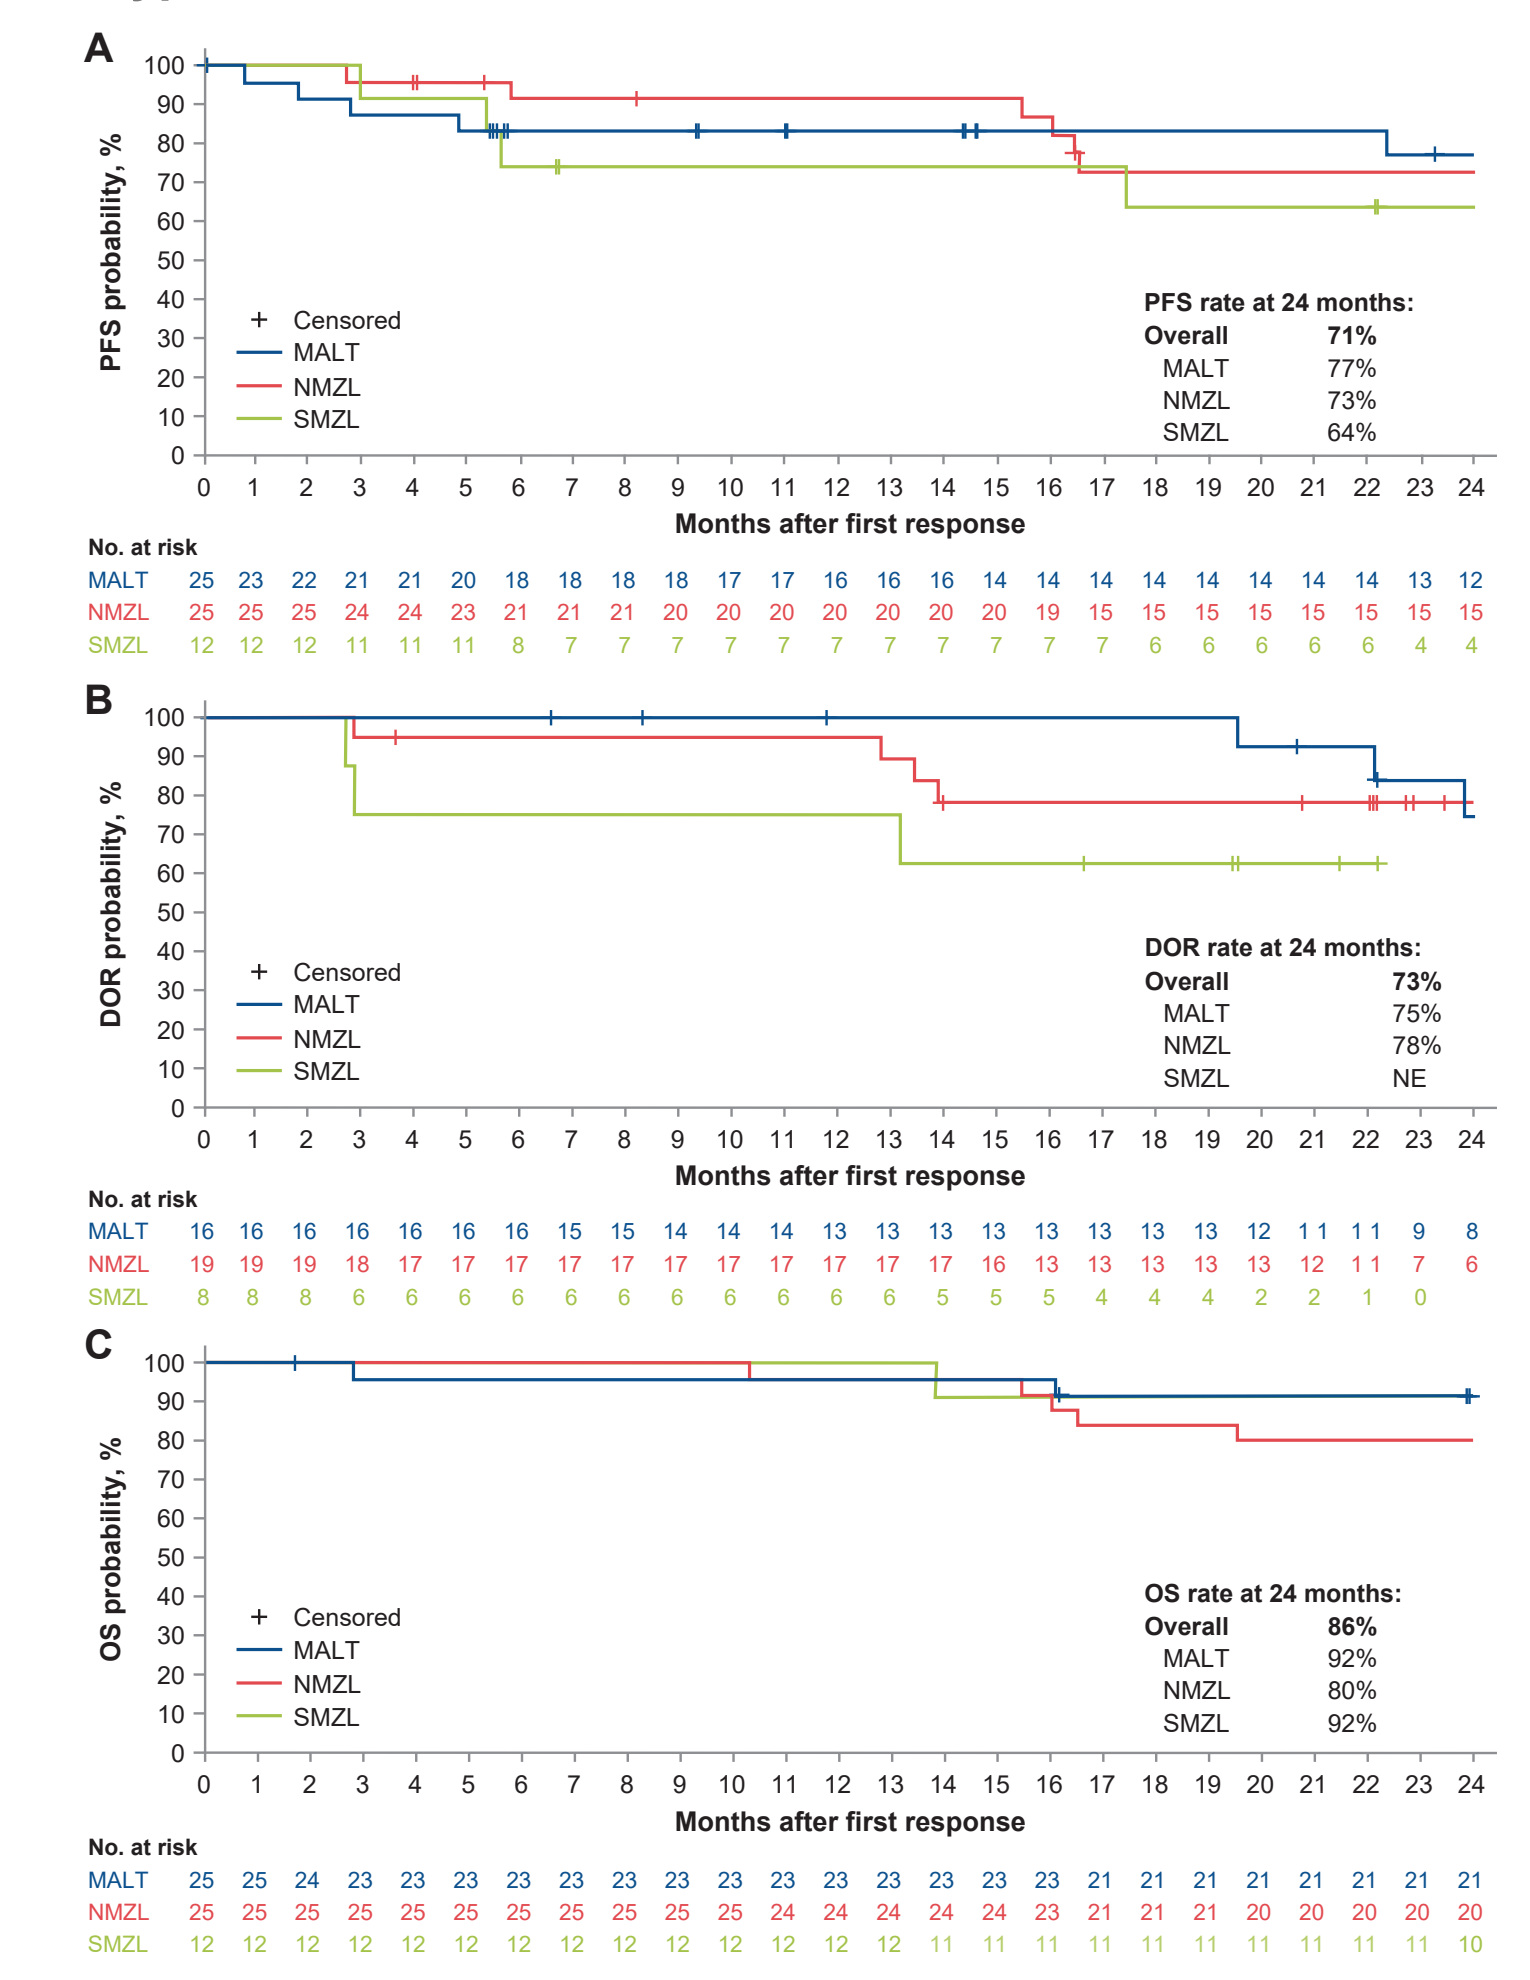 A
100
90
80
70
60
50
40
30
20
10
0
PFS probability, %
Censored
MALT
NMZL
SMZL
PFS rate at 24 months:
Overall 71%
MALT 77%
NMZL 73%
SMZL 64%
0 1 2 3 4 5 6 7 8 9 10 11 12 13 14 15 16 17 18 19 20 21 22 23 24
Months after first response
No. at risk
MALT 25 23 22 21 21 20 18 18 18 18 17 17 16 16 16 14 14 14 14 14 14 14 14 13 12
NMZL 25 25 25 24 24 23 21 21 21 20 20 20 20 20 20 20 19 15 15 15 15 15 15 15 15
SMZL 12 12 12 11 11 11 8 7 7 7 7 7 7 7 7 7 7 7 6 6 6 6 6 4 4
B
100
90
80
70
60
50
40
30
20
10
0
DOR probability, %
Censored
MALT
NMZL
SMZL
DOR rate at 24 months:
Overall 73%
MALT 75%
NMZL 78%
SMZL NE
0 1 2 3 4 5 6 7 8 9 10 11 12 13 14 15 16 17 18 19 20 21 22 23 24
Months after first response
No. at risk
MALT 16 16 16 16 16 16 16 15 15 14 14 14 13 13 13 13 13 13 13 13 12 11 11 9 8
NMZL 19 19 19 18 17 17 17 17 17 17 17 17 17 17 17 16 13 13 13 13 13 12 11 7 6
SMZL 8 8 8 6 6 6 6 6 6 6 6 6 6 6 5 5 5 4 4 4 2 2 1 0
C
100
90
80
70
60
50
40
30
20
10
0
OS probability, %
Censored
MALT
NMZL
SMZL
OS rate at 24 months:
Overall 86%
MALT 92%
NMZL 80%
SMZL 92%
0 1 2 3 4 5 6 7 8 9 10 11 12 13 14 15 16 17 18 19 20 21 22 23 24
Months after first response
No. at risk
MALT 25 25 24 23 23 23 23 23 23 23 23 23 23 23 23 23 23 21 21 21 21 21 21 21 21
NMZL 25 25 25 25 25 25 25 25 25 25 25 24 24 24 24 24 23 21 21 21 20 20 20 20 20
SMZL 12 12 12 12 12 12 12 12 12 12 12 12 12 12 11 11 11 11 11 11 11 11 11 11 10